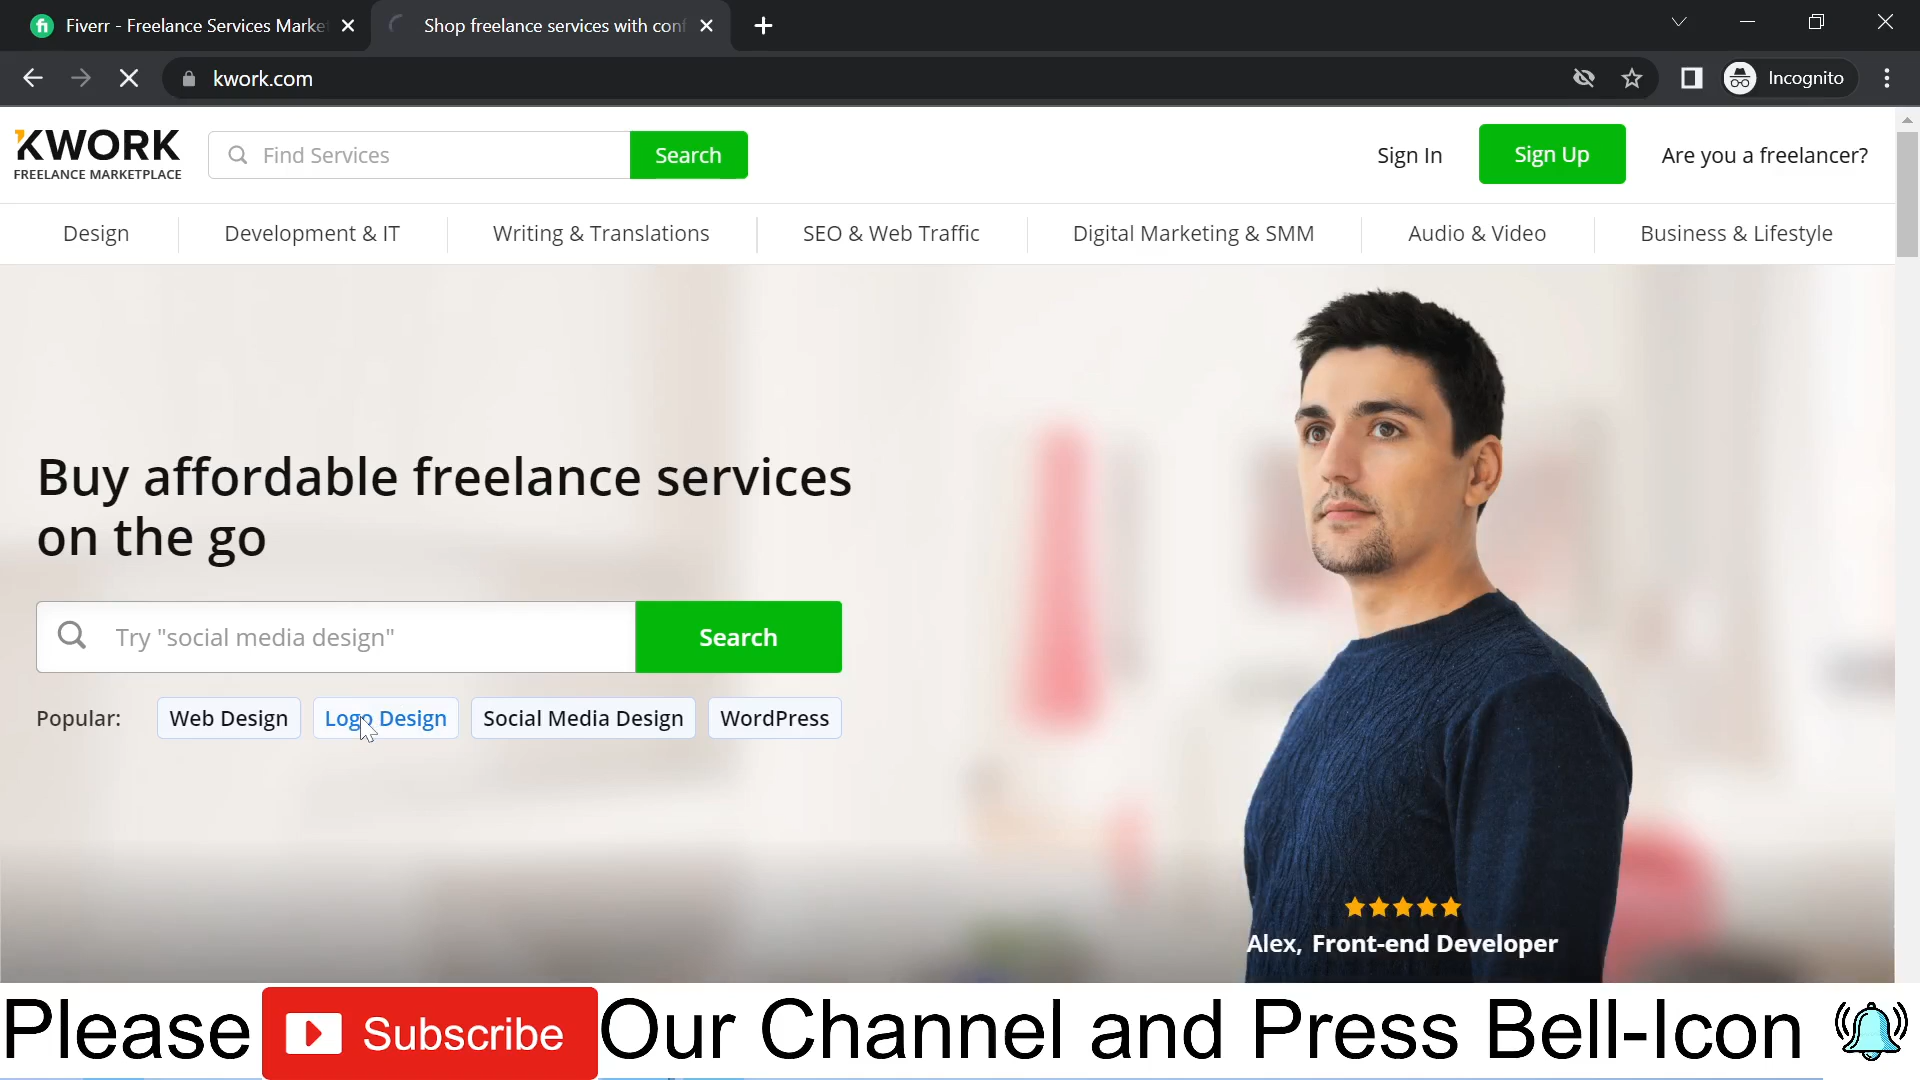 Fiverr - Freelance Services Marke
Shop freelance services with conf
kwork.com
Incognito
KWORK
FREELANCE MARKETPLACE
Find Services
Search
Sign In
Sign Up
Are you a freelancer?
Design
Development & IT
Writing & Translations
SEO & Web Traffic
Digital Marketing & SMM
Audio & Video
Business & Lifestyle
Buy affordable freelance services
on the go
Try "social media design"
Search
Popular:
Web Design
Logo Design
Social Media Design
WordPress
Alex, Front-end Developer
Please Subscribe Our Channel and Press Bell-Icon